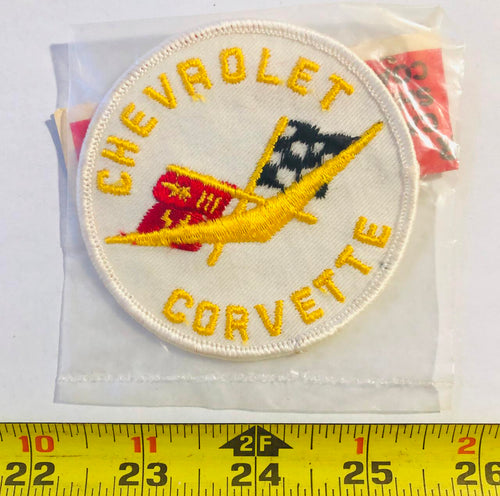 CHEVROLET
CORVETTE
10 11 2F 1 2
22 23 24 25 26